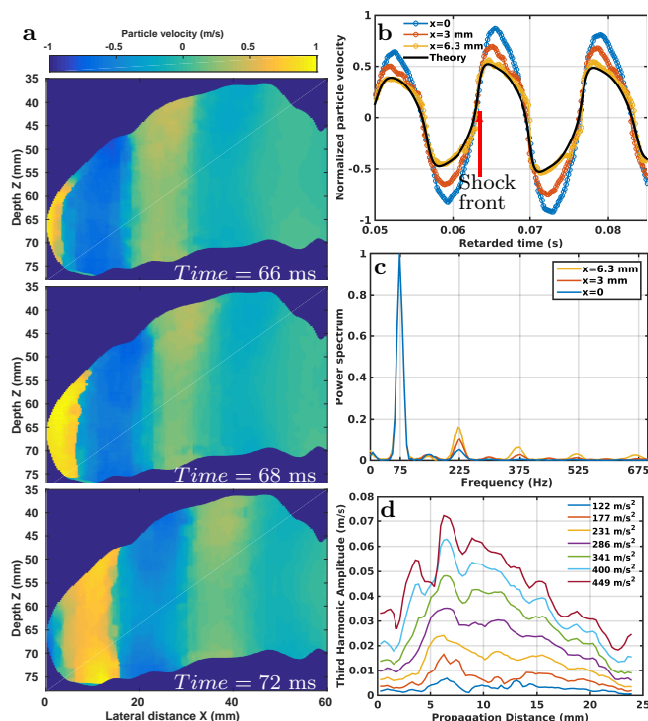 a
Particle velocity (m/s)
-1 -0.5 0 0.5 1
35
40
45
50
55
60
65
70
75
Depth Z (mm)
Time = 66 ms
35
40
45
50
55
60
65
70
75
Depth Z (mm)
Time = 68 ms
35
40
45
50
55
60
65
70
75
Depth Z (mm)
Time = 72 ms
0 20 40 60
Lateral distance X (mm)
b
x=0
x=3 mm
x=6.3 mm
Theory
Normalized particle velocity
1
0.5
0
-0.5
-1
Shock
front
0.05 0.06 0.07 0.08
Retarded time (s)
c
x=6.3 mm
x=3 mm
x=0
Power spectrum
1
0.8
0.6
0.4
0.2
0
0 75 225 375 525 675
Frequency (Hz)
d
122 m/s²
177 m/s²
231 m/s²
286 m/s²
341 m/s²
400 m/s²
449 m/s²
Third Harmonic Amplitude (m/s)
0.08
0.07
0.06
0.05
0.04
0.03
0.02
0.01
0
0 5 10 15 20 25
Propagation Distance (mm)